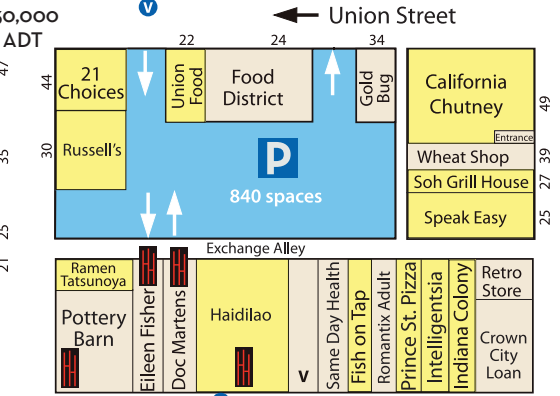 50,000
ADT
V
Union Street
22
24
34
47
44
21
Choices
Union
Food
Food
District
Gold
Bug
California
Chutney
49
Entrance
35
30
Russell's
P
840 spaces
Wheat Shop
39
Soh Grill House
27
25
Speak Easy
25
Exchange Alley
21
Ramen
Tatsunoya
Pottery
Barn
Eileen Fisher
Doc Martens
Haidilao
V
Same Day Health
Fish on Tap
Romantix Adult
Prince St. Pizza
Intelligentsia
Indiana Colony
Retro
Store
Crown
City
Loan